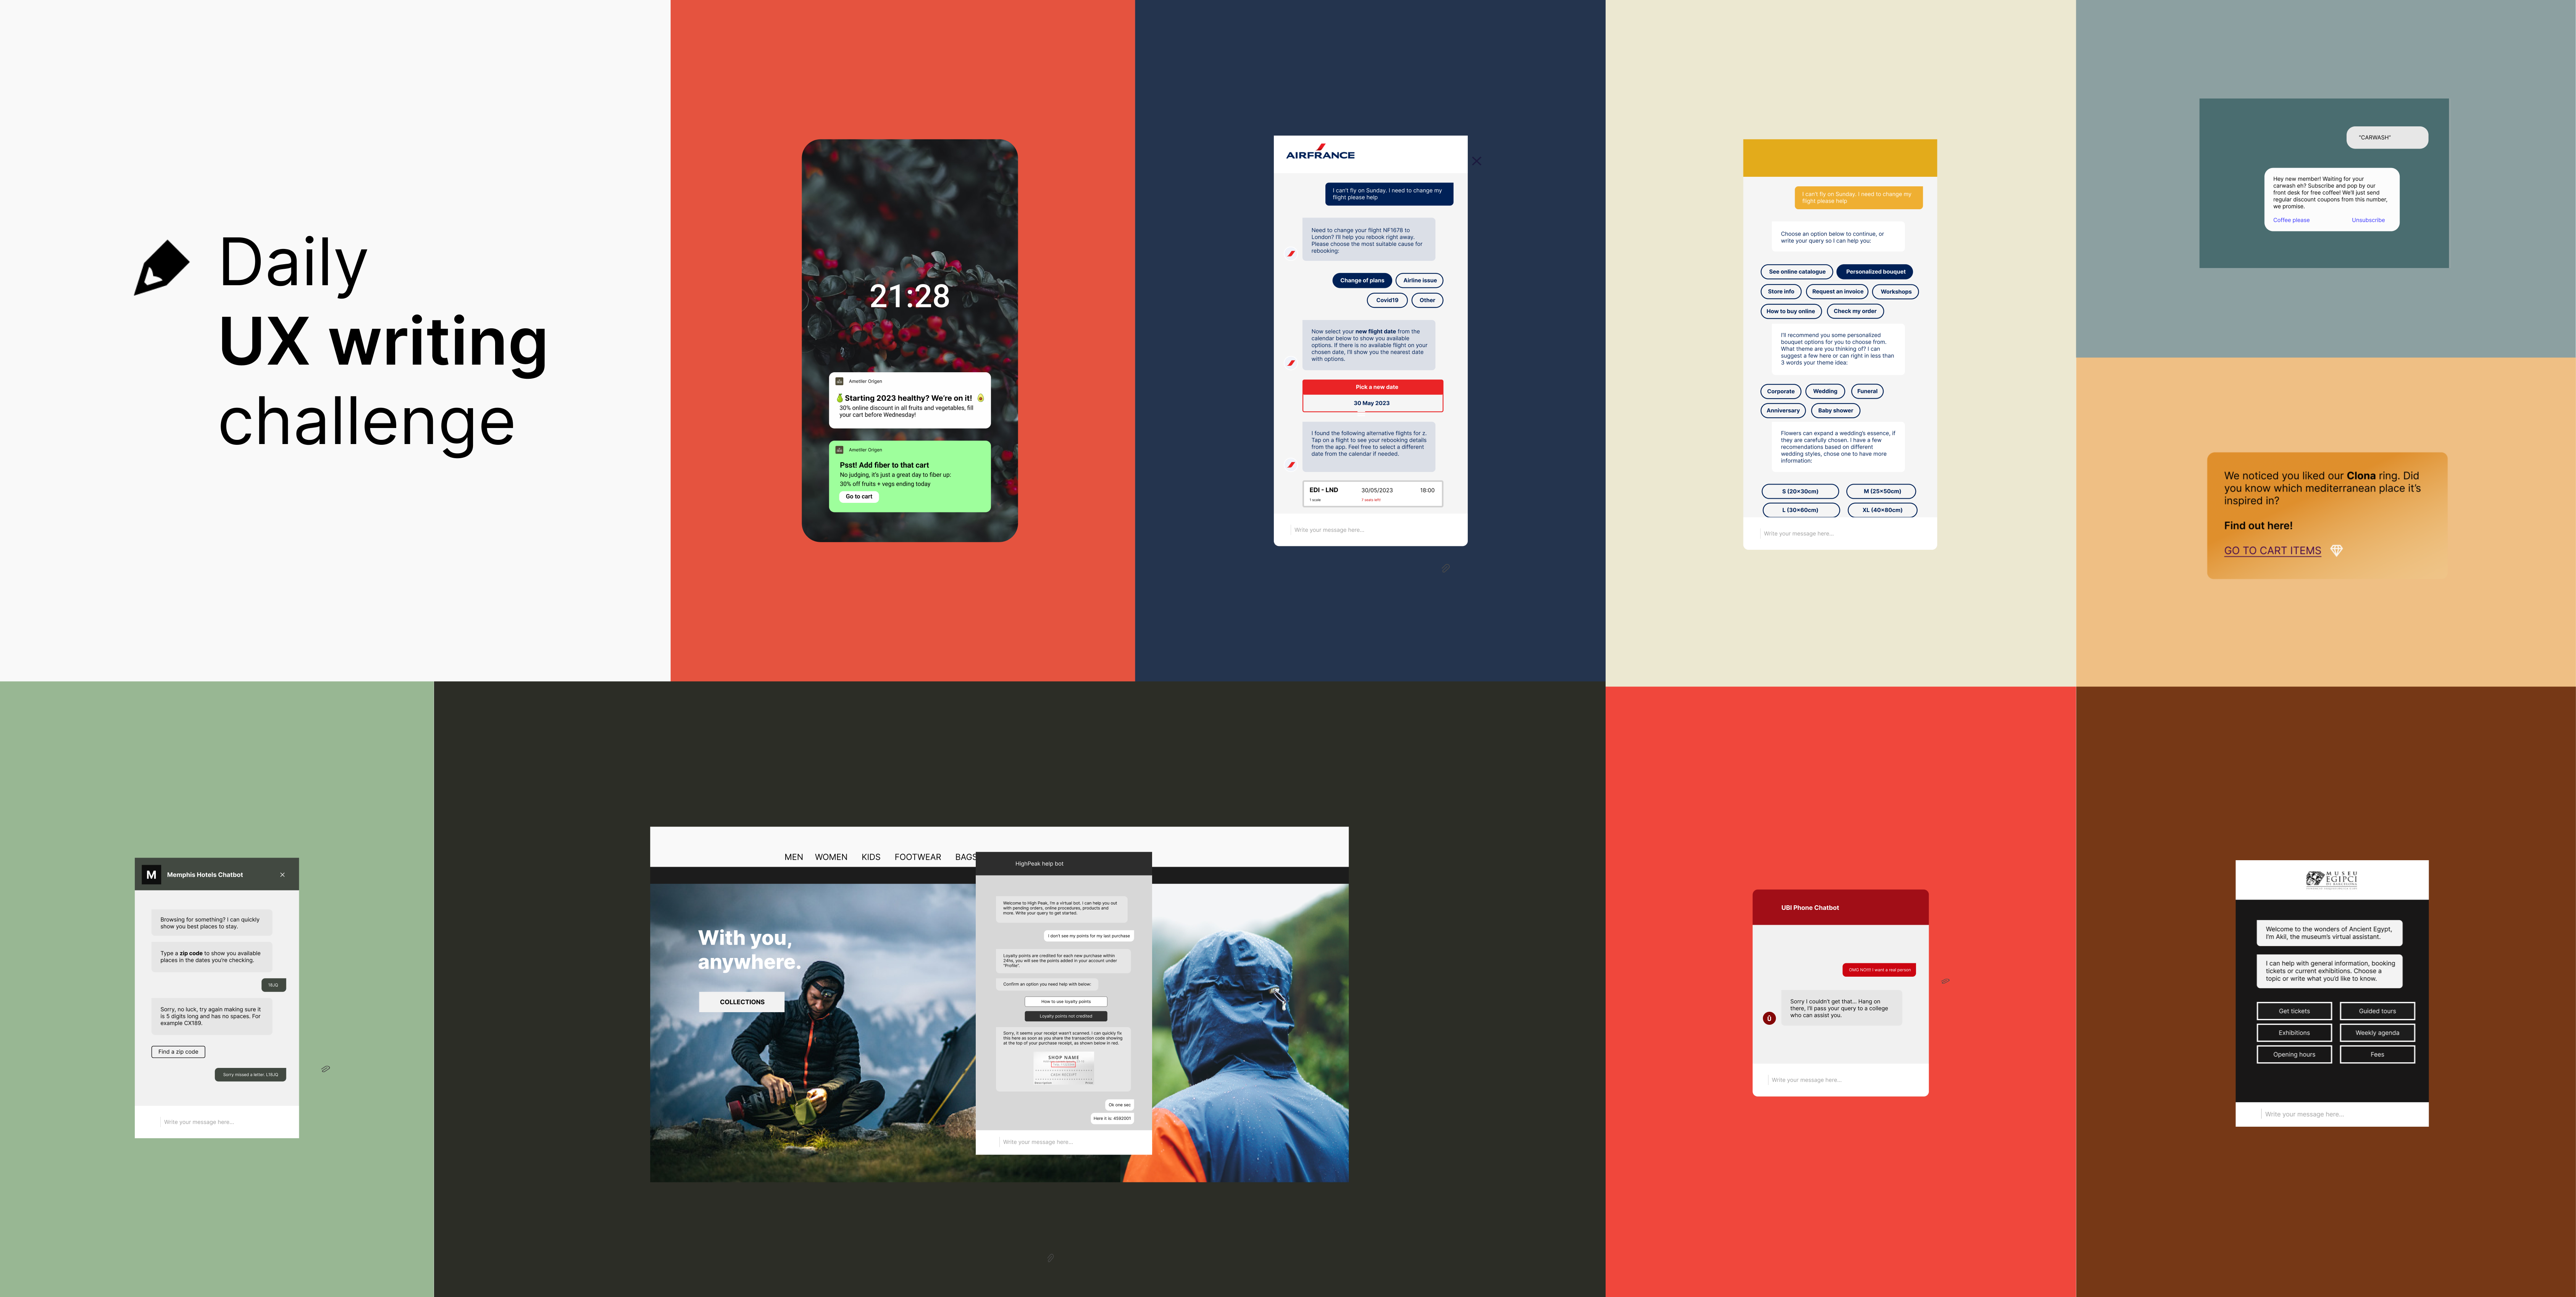 Daily
UX writing
challenge
21:28
Ametller Origen
Starting 2023 healthy? We're on it!
30% online discount in all fruits and vegetables, fill
your cart before Wednesday!
Ametller Origen
Psst! Add fiber to that cart
No judging, it's just a great day to fiber up:
30% off fruits + vegs ending today
Go to cart
AIRFRANCE
I can't fly on Sunday. I need to change my
flight please help
Need to change your flight NF1678 to
London? I'll help you rebook right away.
Please choose the most suitable cause for
rebooking:
Change of plans
Airline issue
Covid19
Other
Now select your new flight date from the
calendar below to show you available
options. If there is no available flight on your
chosen date, I'll show you the nearest date
with options.
Pick a new date
30 May 2023
I found the following alternative flights for z.
Tap on a flight to see your rebooking details
from the app. Feel free to select a different
date from the calendar if needed.
EDI - LND 30/05/2023 18:00
Write your message here...
I can't fly on Sunday. I need to change my
flight please help
Choose an option below to continue, or
write your query so I can help you:
See online catalogue
Personalized bouquet
Store info
Request an invoice
Workshops
How to buy online
Check my order
I'll recommend you some personalized
bouquet options for you to choose from.
What theme are you thinking of? I can
suggest a few here or can right in less than
3 words your theme idea:
Corporate
Wedding
Funeral
Anniversary
Baby shower
Flowers can expand a wedding's essence, if
they are carefully chosen. I have a few
recomendations based on different
wedding styles, chose one to have more
information:
S (20x30cm)
M (25x50cm)
L (30x60cm)
XL (40x80cm)
Write your message here...
"CARWASH"
Hey new member! Waiting for your
carwash eh? Subscribe and pop by our
front desk for free coffee! We'll just send
regular discount coupons from this number,
we promise.
Coffee please
Unsubscribe
We noticed you liked our Clona ring. Did
you know which mediterranean place it's
inspired in?
Find out here!
GO TO CART ITEMS
M
Memphis Hotels Chatbot
Browsing for something? I can quickly
show you best places to stay.
Type a zip code to show you available
places in the dates you're checking.
18JQ
Sorry, no luck, try again making sure it
is 5 digits long and has no spaces. For
example CX189.
Find a zip code
Sorry missed a letter. L18JQ
Write your message here...
MEN WOMEN KIDS FOOTWEAR BAGS
With you,
anywhere.
COLLECTIONS
HighPeak help bot
Welcome to High Peak, I'm a virtual bot. I can help you out
with pending orders, online procedures, products and
more. Write your query to get started.
I don't see my points for my last purchase
Loyalty points are credited for each new purchase within
24hs, you will see the points added in your account under
"Profile".
Confirm an option you need help with below:
How to use loyalty points
Loyalty points not credited
Sorry, it seems your receipt wasn't scanned. I can quickly fix
this here as soon as you share the transaction code showing
at the top of your purchase receipt, as shown below in red.
SHOP NAME
CASH RECEIPT
Ok one sec
Here it is: #592001
Write your message here...
UBI Phone Chatbot
OMG NO!!!! I want a real person
Sorry I couldn't get that... Hang on
there, I'll pass your query to a college
who can assist you.
Write your message here...
MUSEU
EGIPCI
Welcome to the wonders of Ancient Egypt,
I'm Akil, the museum's virtual assistant.
I can help with general information, booking
tickets or current exhibitions. Choose a
topic or write what you'd like to know.
Get tickets
Guided tours
Exhibitions
Weekly agenda
Opening hours
Fees
Write your message here...